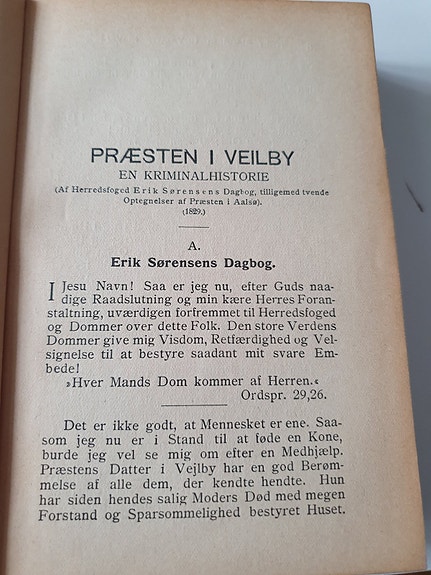 PRÆSTEN I VEILBY
EN KRIMINALHISTORIE
(Af Herredsfoged Erik Sørensens Dagbog, tilligemed tvende
Optegnelser af Præsten i Aalsø).
(1829.)
A.
Erik Sørensens Dagbog.
I Jesu Navn! Saa er jeg nu, efter Guds naa-
dige Raadslutning og min kære Herres Foran-
staltning, uværdigen forfremmet til Herredsfoged
og Dommer over dette Folk. Den store Verdens
Dommer give mig Visdom, Retfærdighed og Vel-
signelse til at bestyre saadant mit svare Em-
bede!
»Hver Mands Dom kommer af Herren.«
Ordspr. 29,26.
Det er ikke godt, at Mennesket er ene. Saa-
som jeg nu er i Stand til at føde en Kone,
burde jeg vel se mig om efter en Medhjælp.
Præstens Datter i Vejlby har en god Berøm-
melse af alle dem, der kendte hendte. Hun
har siden hendes salig Moders Død med megen
Forstand og Sparsommelighed bestyret Huset.